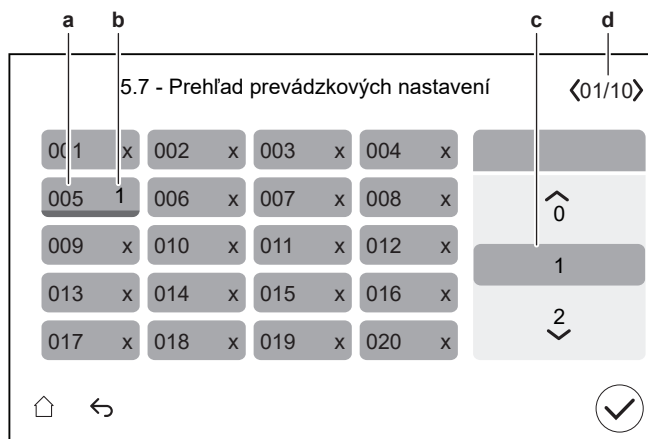 a b c d
5.7 - Prehľad prevádzkových nastavení 01/10
001 x 002 x 003 x 004 x
005 1 006 x 007 x 008 x 0
009 x 010 x 011 x 012 x 1
013 x 014 x 015 x 016 x 2
017 x 018 x 019 x 020 x